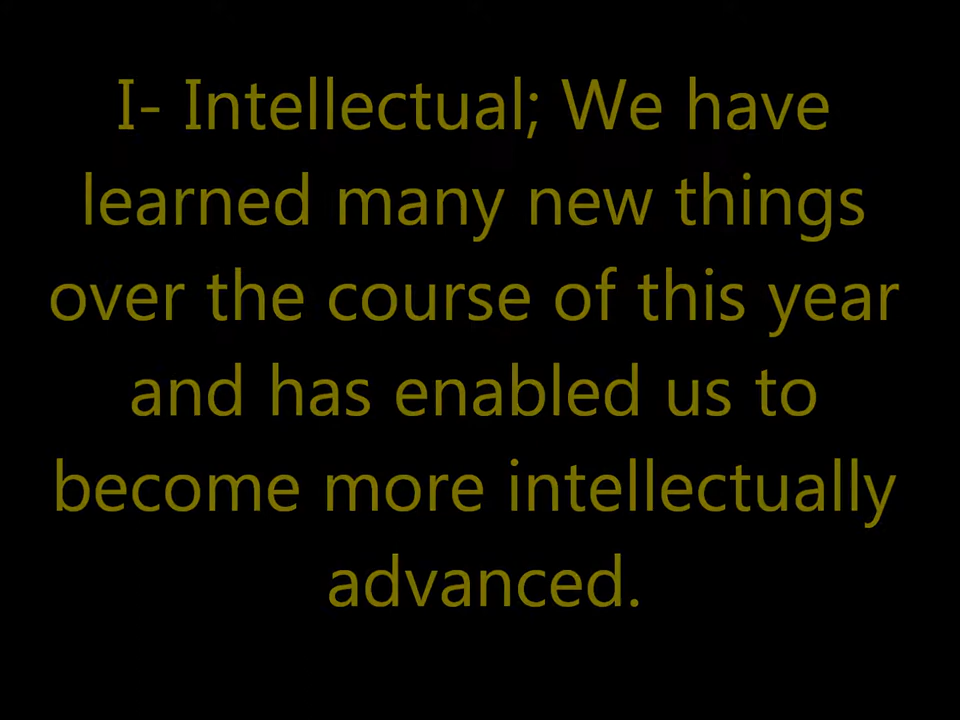 I- Intellectual; We have
learned many new things
over the course of this year
and has enabled us to
become more intellectually
advanced.